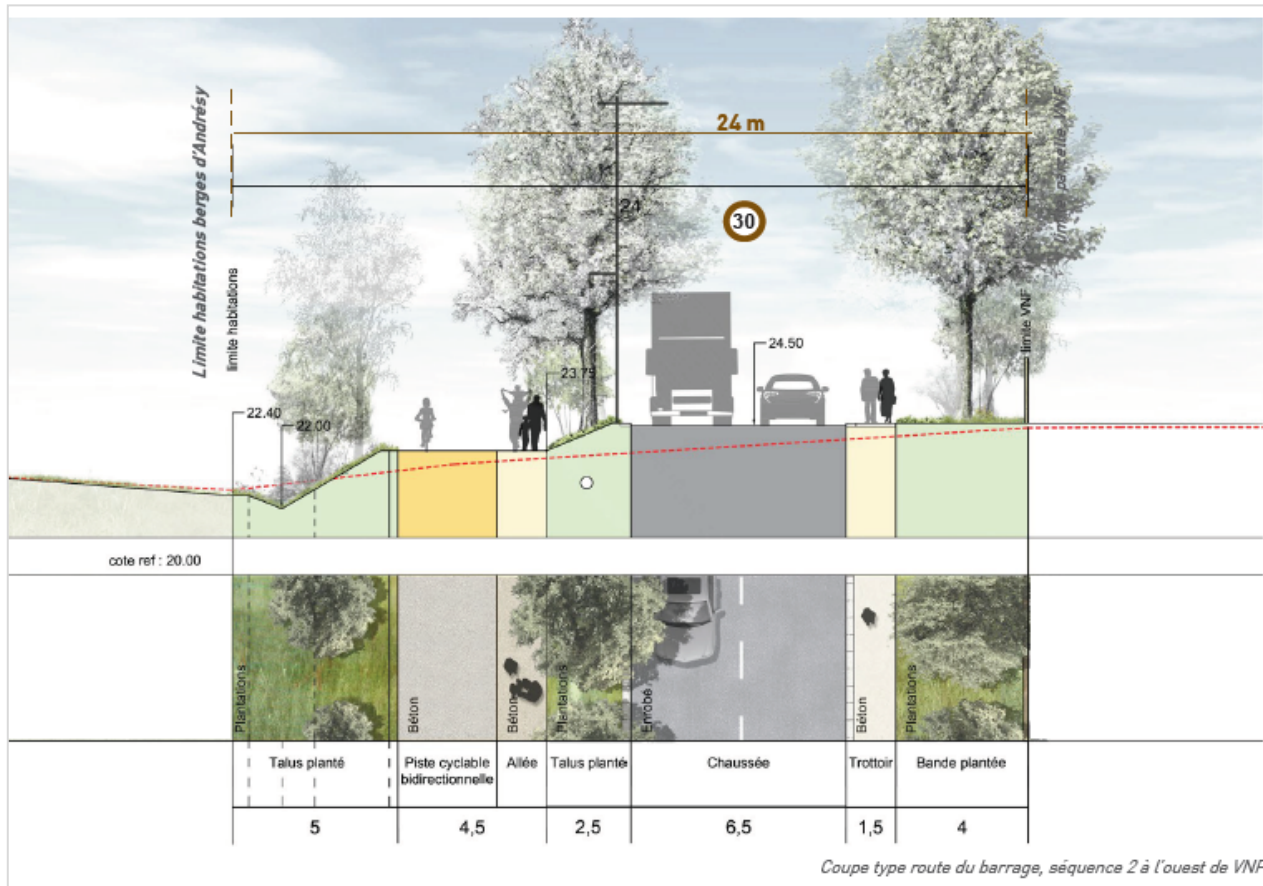 24 m
Limite habitations berges d'Andrésy
limite habitations
24
30
limite parcelle VNF
limite VNF
24.50
23.75
22.40
22.00
cote ref : 20.00
Plantations
Béton
Béton
Plantations
Enrobé
Béton
Plantations
Talus planté
Piste cyclable
bidirectionnelle
Allée
Talus planté
Chaussée
Trottoir
Bande plantée
5
4,5
2,5
6,5
1,5
4
Coupe type route du barrage, séquence 2 à l'ouest de VNF